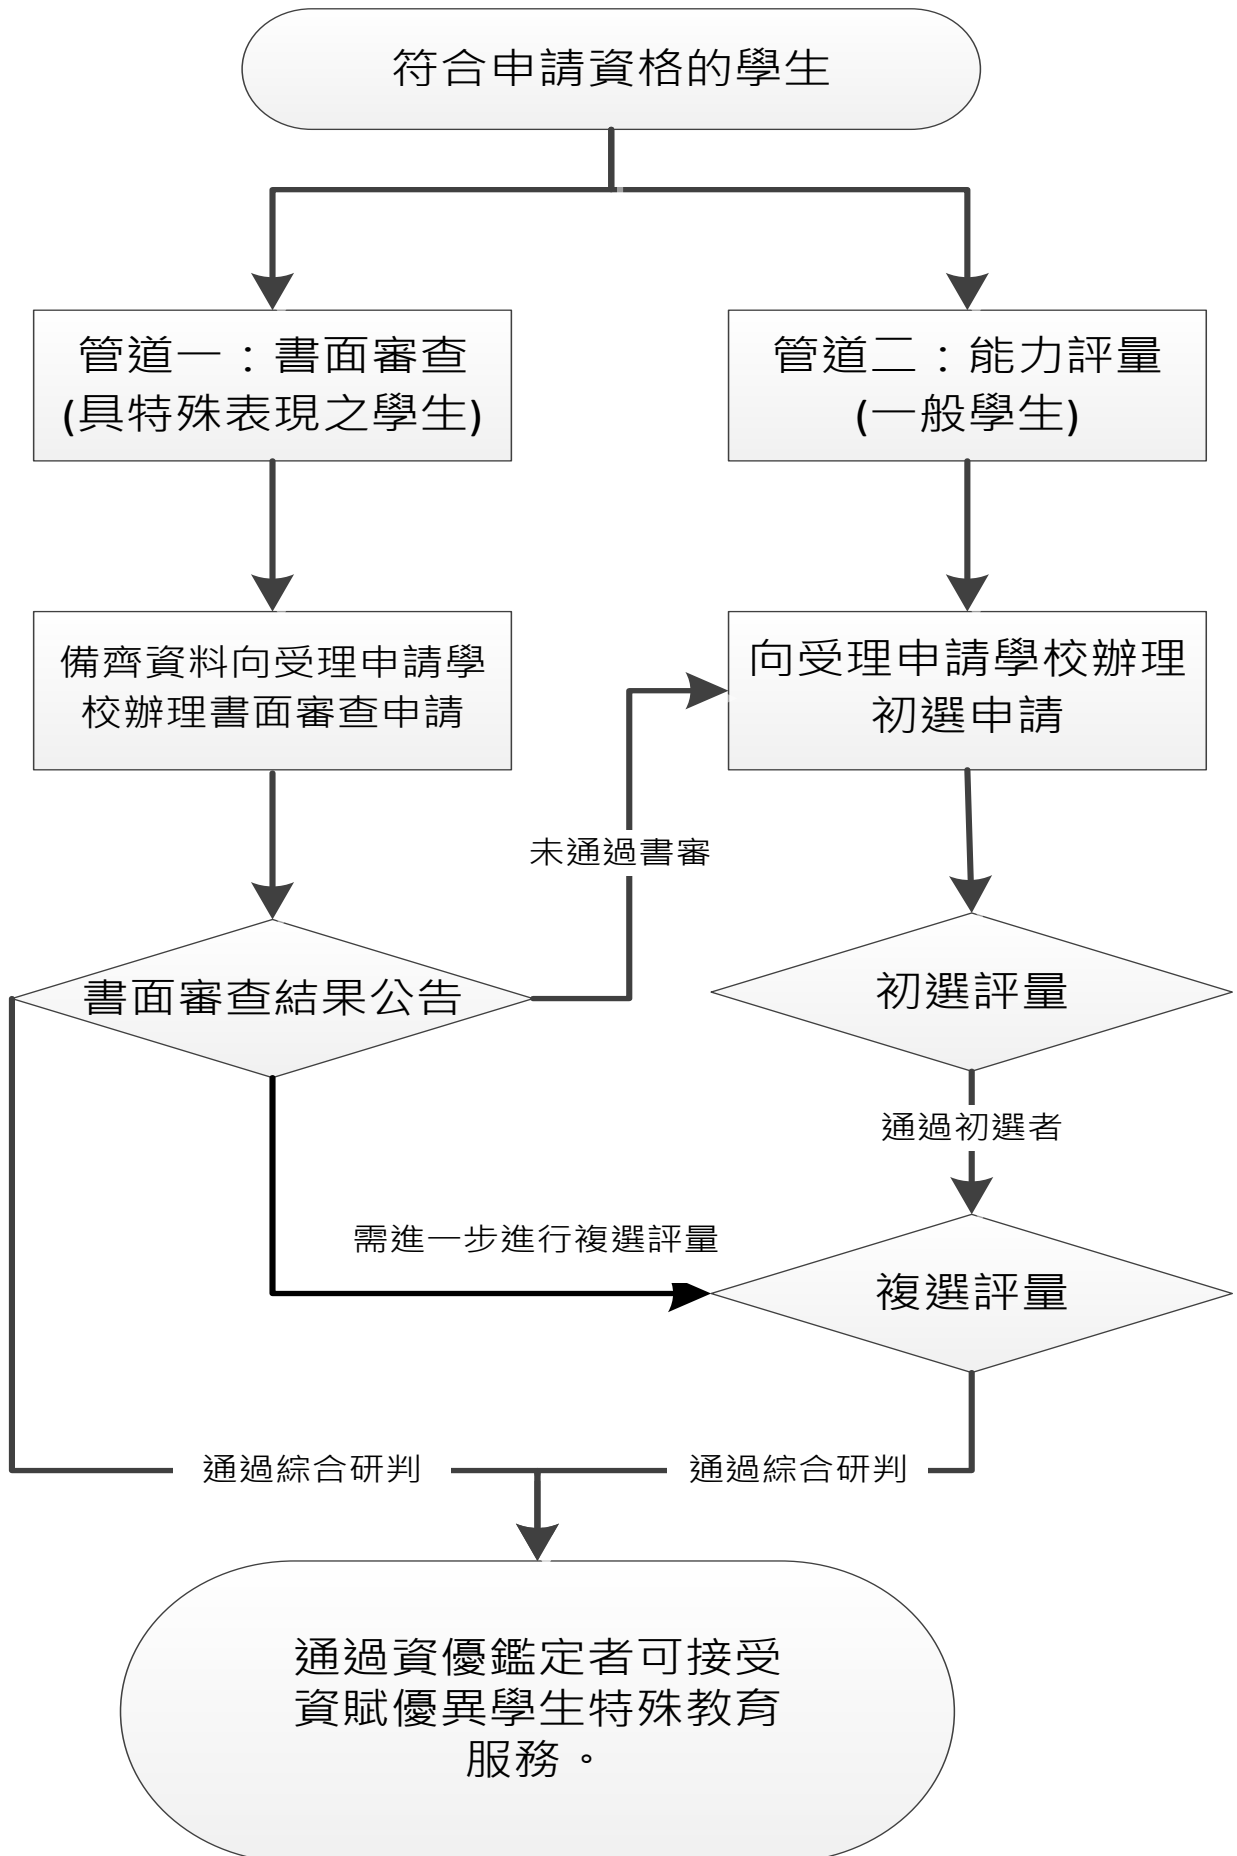 符合申請資格的學生
管道一：書面審查
(具特殊表現之學生)
管道二：能力評量
(一般學生)
備齊資料向受理申請學
校辦理書面審查申請
向受理申請學校辦理
初選申請
未通過書審
書面審查結果公告
初選評量
通過初選者
需進一步進行複選評量
複選評量
通過綜合研判
通過綜合研判
通過資優鑑定者可接受
資賦優異學生特殊教育
服務。